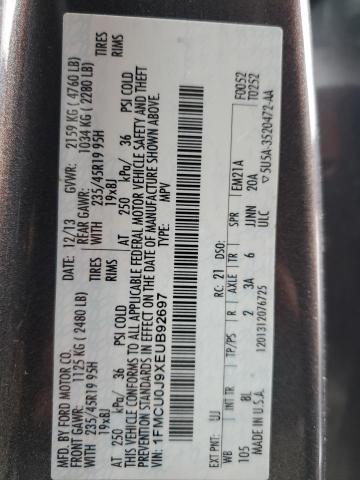 MFD. BY FORD MOTOR CO.
DATE: 12/13 GVWR: 2159 KG ( 4760 LB)
FRONT GAWR: 1125 KG ( 2480 LB) REAR GAWR: 1034 KG ( 2280 LB)
WITH 235/45R19 95H TIRES WITH 235/45R19 95H TIRES
19x8J RIMS 19x8J RIMS
AT 250 kPa/ 36 PSI COLD AT 250 kPa/ 36 PSI COLD
THIS VEHICLE CONFORMS TO ALL APPLICABLE FEDERAL MOTOR VEHICLE SAFETY AND THEFT
PREVENTION STANDARDS IN EFFECT ON THE DATE OF MANUFACTURE SHOWN ABOVE.
VIN: 1FMCU0J9XEUB92697
TYPE: MPV
EXT PNT: UJ RC: 21 DSO: F0052
WB INT TR TP/PS R AXLE TR SPR EM21A T0252
105 8L 2 3A 6 JJNN 20A
MADE IN U.S.A. ULC
120131207672S ▽5U5A-3520472-AA